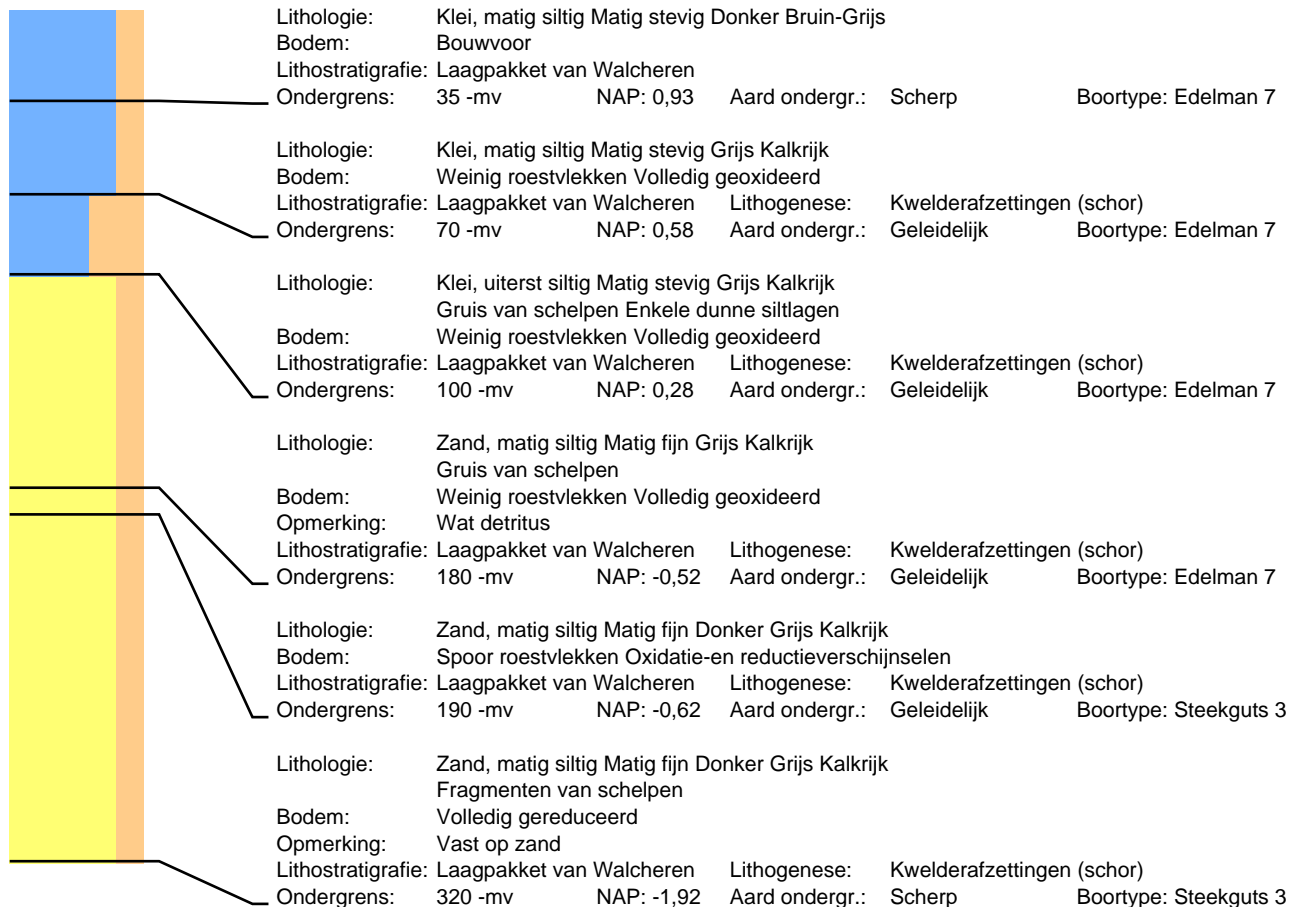 Lithologie: Klei, matig siltig Matig stevig Donker Bruin-Grijs
Bodem: Bouwvoor
Lithostratigrafie: Laagpakket van Walcheren
Ondergrens: 35 -mv NAP: 0,93 Aard ondergr.: Scherp Boortype: Edelman 7
Lithologie: Klei, matig siltig Matig stevig Grijs Kalkrijk
Bodem: Weinig roestvlekken Volledig geoxideerd
Lithostratigrafie: Laagpakket van Walcheren Lithogenese: Kwelderafzettingen (schor)
Ondergrens: 70 -mv NAP: 0,58 Aard ondergr.: Geleidelijk Boortype: Edelman 7
Lithologie: Klei, uiterst siltig Matig stevig Grijs Kalkrijk
Gruis van schelpen Enkele dunne siltlagen
Bodem: Weinig roestvlekken Volledig geoxideerd
Lithostratigrafie: Laagpakket van Walcheren Lithogenese: Kwelderafzettingen (schor)
Ondergrens: 100 -mv NAP: 0,28 Aard ondergr.: Geleidelijk Boortype: Edelman 7
Lithologie: Zand, matig siltig Matig fijn Grijs Kalkrijk
Gruis van schelpen
Bodem: Weinig roestvlekken Volledig geoxideerd
Opmerking: Wat detritus
Lithostratigrafie: Laagpakket van Walcheren Lithogenese: Kwelderafzettingen (schor)
Ondergrens: 180 -mv NAP: -0,52 Aard ondergr.: Geleidelijk Boortype: Edelman 7
Lithologie: Zand, matig siltig Matig fijn Donker Grijs Kalkrijk
Bodem: Spoor roestvlekken Oxidatie-en reductieverschijnselen
Lithostratigrafie: Laagpakket van Walcheren Lithogenese: Kwelderafzettingen (schor)
Ondergrens: 190 -mv NAP: -0,62 Aard ondergr.: Geleidelijk Boortype: Steekguts 3
Lithologie: Zand, matig siltig Matig fijn Donker Grijs Kalkrijk
Fragmenten van schelpen
Bodem: Volledig gereduceerd
Opmerking: Vast op zand
Lithostratigrafie: Laagpakket van Walcheren Lithogenese: Kwelderafzettingen (schor)
Ondergrens: 320 -mv NAP: -1,92 Aard ondergr.: Scherp Boortype: Steekguts 3